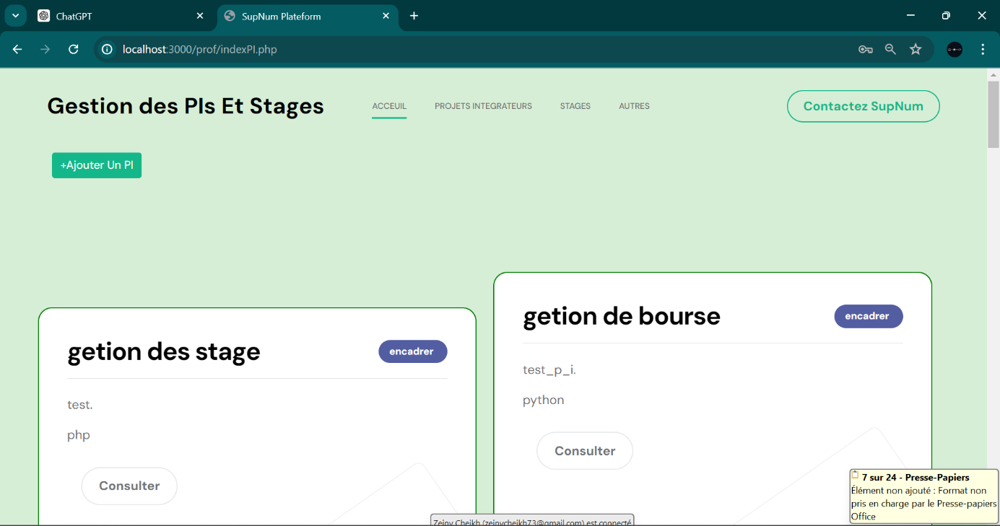 ChatGPT
SupNum Plateform
localhost:3000/prof/indexPI.php
Gestion des PIs Et Stages
ACCEUIL
PROJETS INTEGRATEURS
STAGES
AUTRES
Contactez SupNum
+Ajouter Un PI
getion des stage
encadrer
test.
php
Consulter
getion de bourse
encadrer
test_p_i.
python
Consulter
7 sur 24 - Presse-Papiers
Élément non ajouté : Format non
pris en charge par le Presse-papiers
Office
Zeiny Cheikh (zeinycheikh73@gmail.com) est connecté